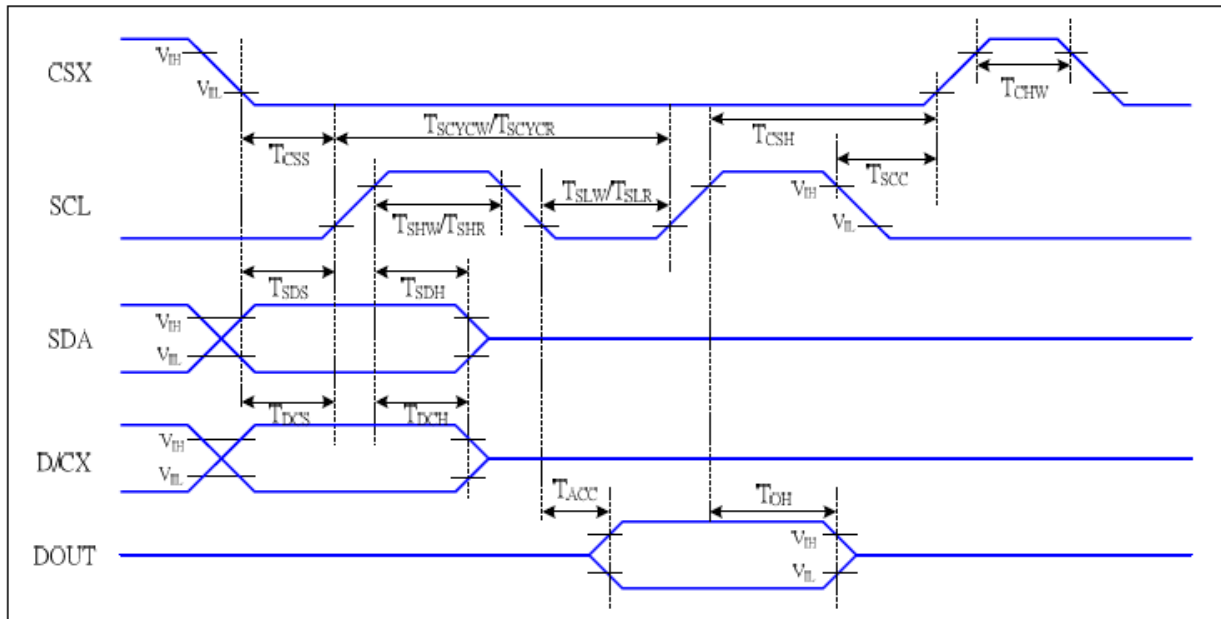 CSX
VIH
VIL
TCHW
TSCYCW/TSCYCR
TCSS
TCSH
TSCC
SCL
TSHW/TSHR
TSLW/TSLR
VIH
VIL
TSDS
TSDH
SDA
VIH
VIL
TDCS
TDCH
D/CX
VIH
VIL
TACC
TOH
DOUT
VIH
VIL